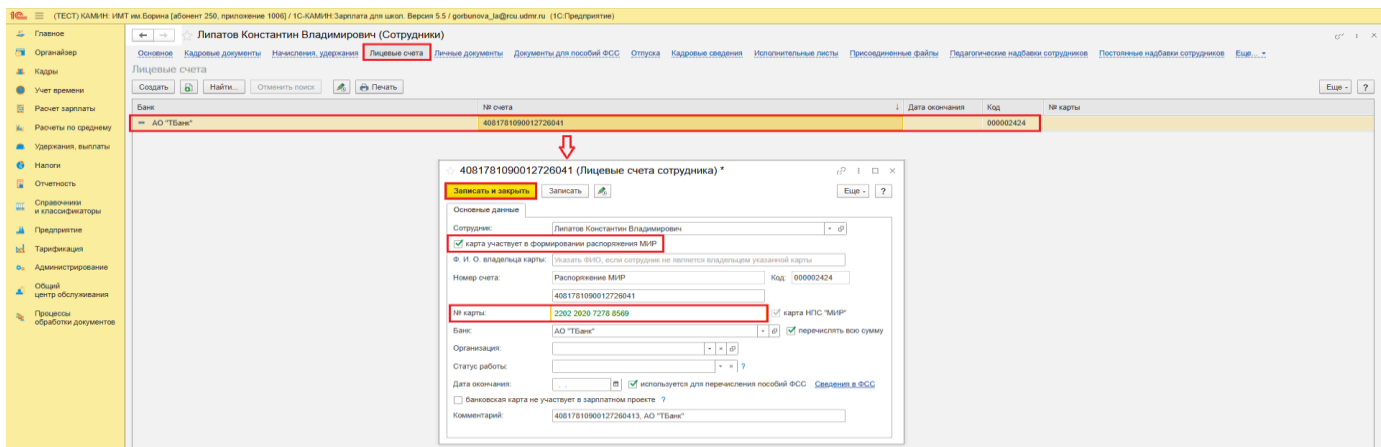 1С (ТЕСТ) КАМИН: ИМТ им.Борина [абонент 250, приложение 1006] / 1С-КАМИН:Зарплата для школ. Версия 5.5 / gorbunova_la@rcu.udmr.ru (1С:Предприятие)
Главное
Органайзер
Кадры
Учет времени
Расчет зарплаты
Расчеты по среднему
Удержания, выплаты
Налоги
Отчетность
Справочники
и классификаторы
Предприятие
Тарификация
Администрирование
Общий
центр обслуживания
Процессы
обработки документов
Липатов Константин Владимирович (Сотрудники)
Основное Кадровые документы Начисления, удержания Лицевые счета Личные документы Документы для пособий ФСС Отпуска Кадровые сведения Исполнительные листы Присоединенные файлы Педагогические надбавки сотрудников Постоянные надбавки сотрудников Еще...
Лицевые счета
Создать Найти... Отменить поиск Печать Еще ?
Банк № счета Дата окончания Код № карты
АО "ТБанк" 4081781090012726041 000002424
4081781090012726041 (Лицевые счета сотрудника) *
Записать и закрыть Записать Еще ?
Основные данные
Сотрудник: Липатов Константин Владимирович
карта участвует в формировании распоряжения МИР
Ф. И. О. владельца карты: Указать ФИО, если сотрудник не является владельцем указанной карты
Номер счета: Распоряжение МИР Код: 000002424
4081781090012726041
№ карты: 2202 2020 7278 8569 карта НПС "МИР"
Банк: АО "ТБанк" перечислять всю сумму
Организация:
Статус работы: ?
Дата окончания: . . используется для перечисления пособий ФСС Сведения в ФСС
банковская карта не участвует в зарплатном проекте ?
Комментарий: 40817810900127260413, АО "ТБанк"